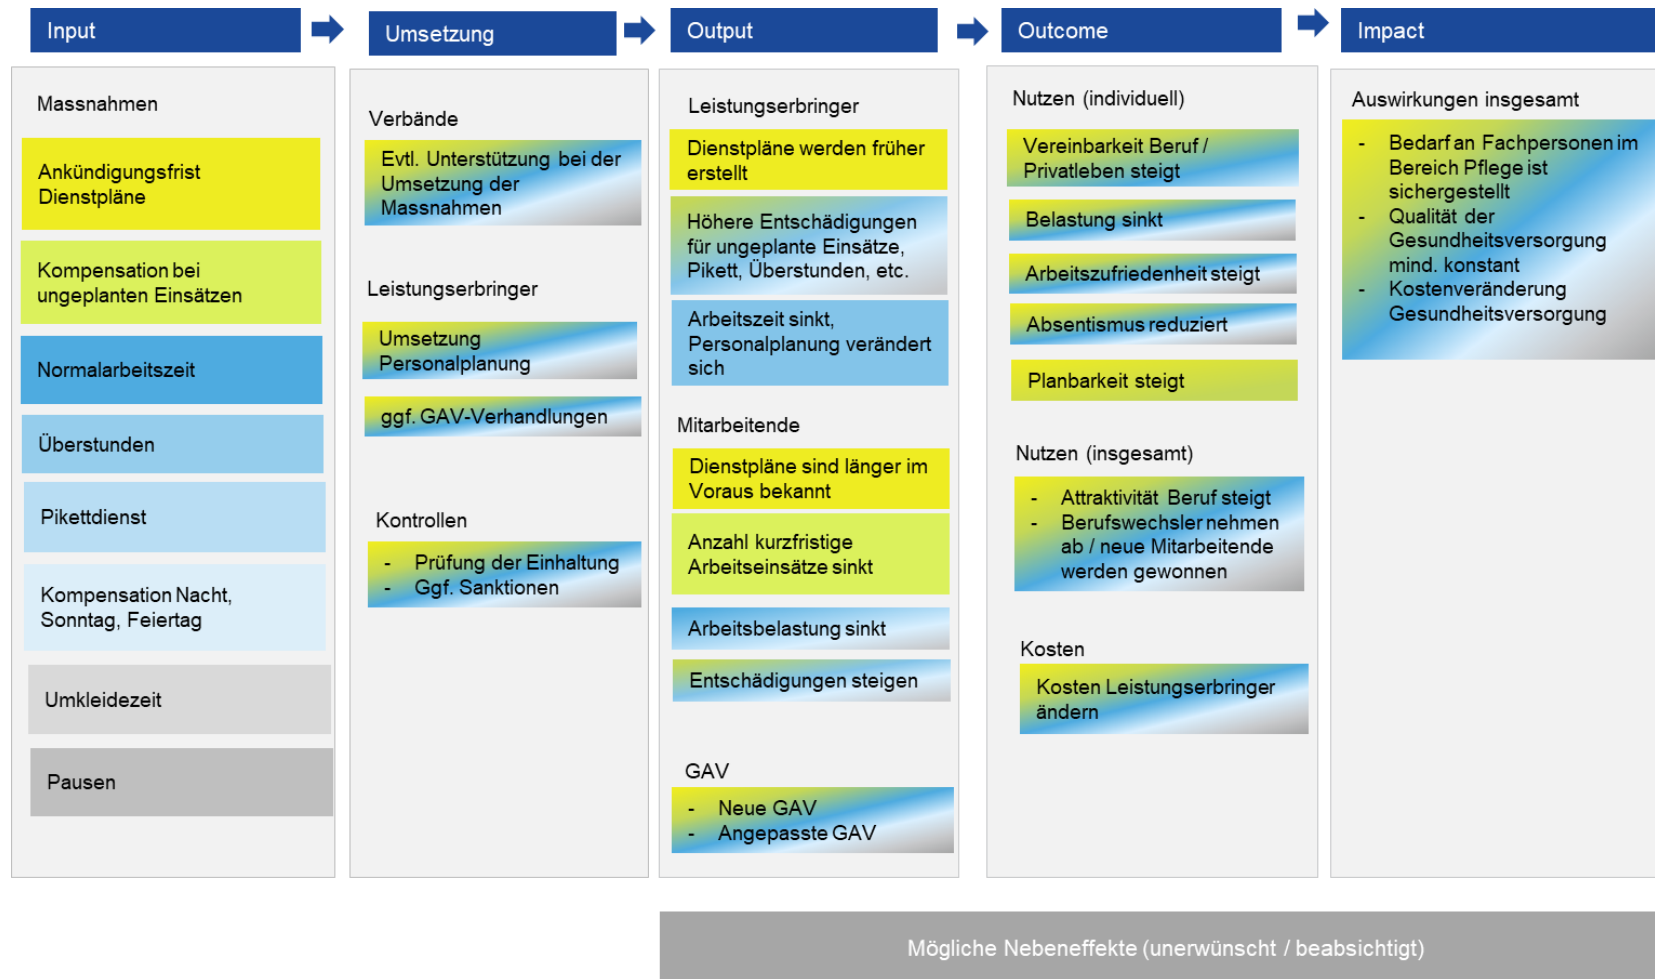 Input
Umsetzung
Output
Outcome
Impact
Massnahmen
Ankündigungsfrist
Dienstpläne
Kompensation bei
ungeplanten Einsätzen
Normalarbeitszeit
Überstunden
Pikettdienst
Kompensation Nacht,
Sonntag, Feiertag
Umkleidezeit
Pausen
Verbände
Evtl. Unterstützung bei der
Umsetzung der
Massnahmen
Leistungserbringer
Umsetzung
Personalplanung
ggf. GAV-Verhandlungen
Kontrollen
- Prüfung der Einhaltung
- Ggf. Sanktionen
Leistungserbringer
Dienstpläne werden früher
erstellt
Höhere Entschädigungen
für ungeplante Einsätze,
Pikett, Überstunden, etc.
Arbeitszeit sinkt,
Personalplanung verändert
sich
Mitarbeitende
Dienstpläne sind länger im
Voraus bekannt
Anzahl kurzfristige
Arbeitseinsätze sinkt
Arbeitsbelastung sinkt
Entschädigungen steigen
GAV
- Neue GAV
- Angepasste GAV
Nutzen (individuell)
Vereinbarkeit Beruf /
Privatleben steigt
Belastung sinkt
Arbeitszufriedenheit steigt
Absentismus reduziert
Planbarkeit steigt
Nutzen (insgesamt)
- Attraktivität Beruf steigt
- Berufswechsler nehmen
ab / neue Mitarbeitende
werden gewonnen
Kosten
Kosten Leistungserbringer
ändern
Auswirkungen insgesamt
- Bedarf an Fachpersonen im
Bereich Pflege ist
sichergestellt
- Qualität der
Gesundheitsversorgung
mind. konstant
- Kostenveränderung
Gesundheitsversorgung
Mögliche Nebeneffekte (unerwünscht / beabsichtigt)